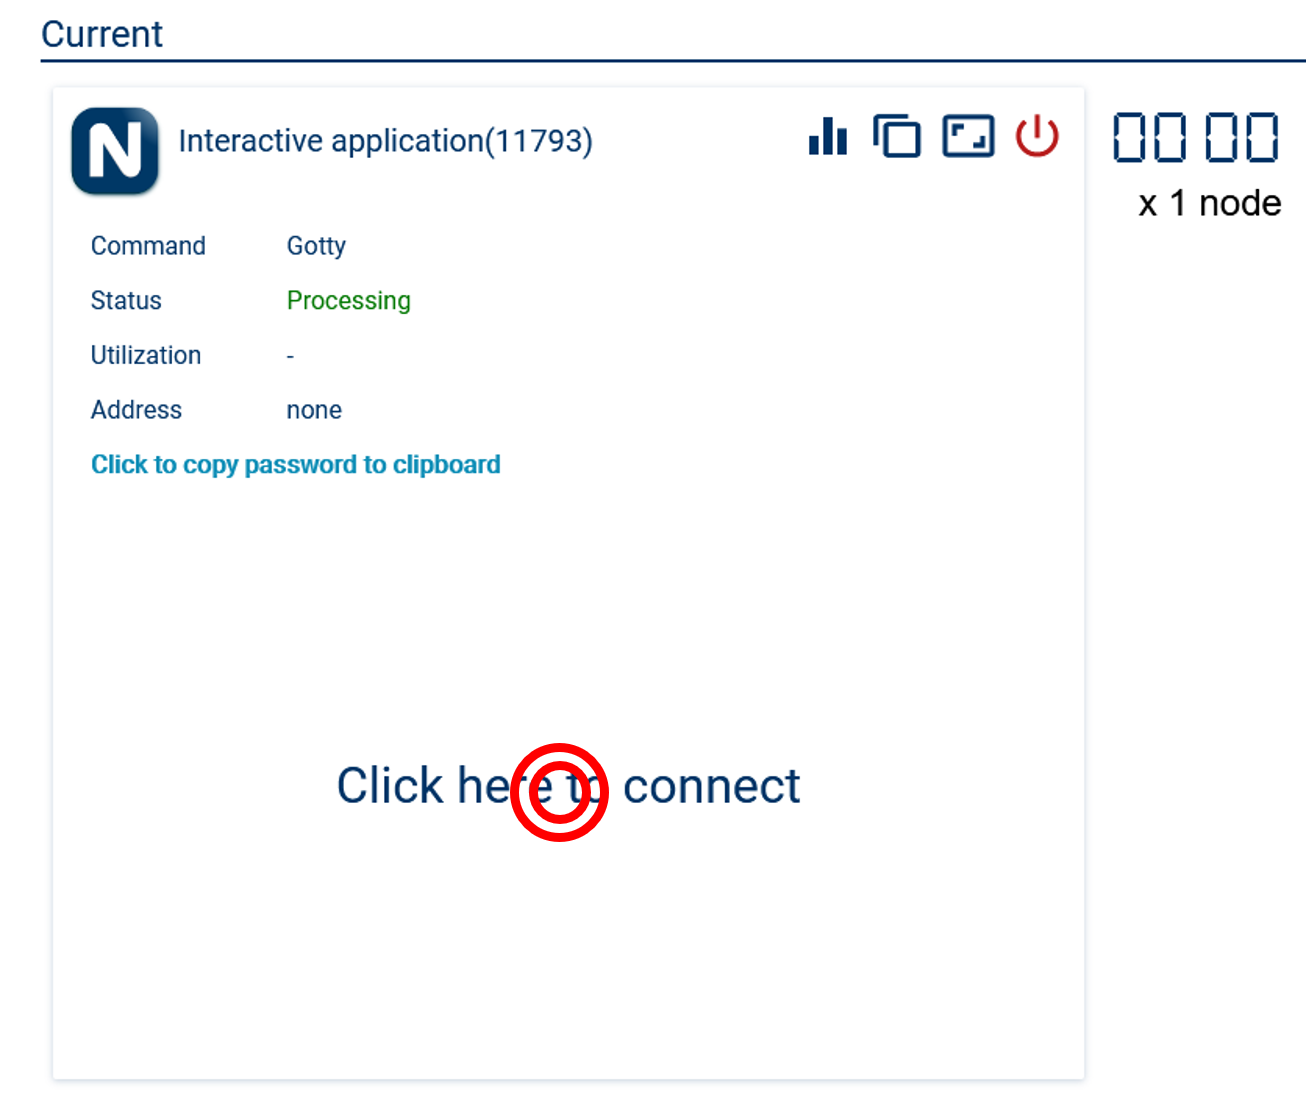 Current
N Interactive application(11793)
00 00
x 1 node
Command Gotty
Status Processing
Utilization -
Address none
Click to copy password to clipboard
Click here to connect